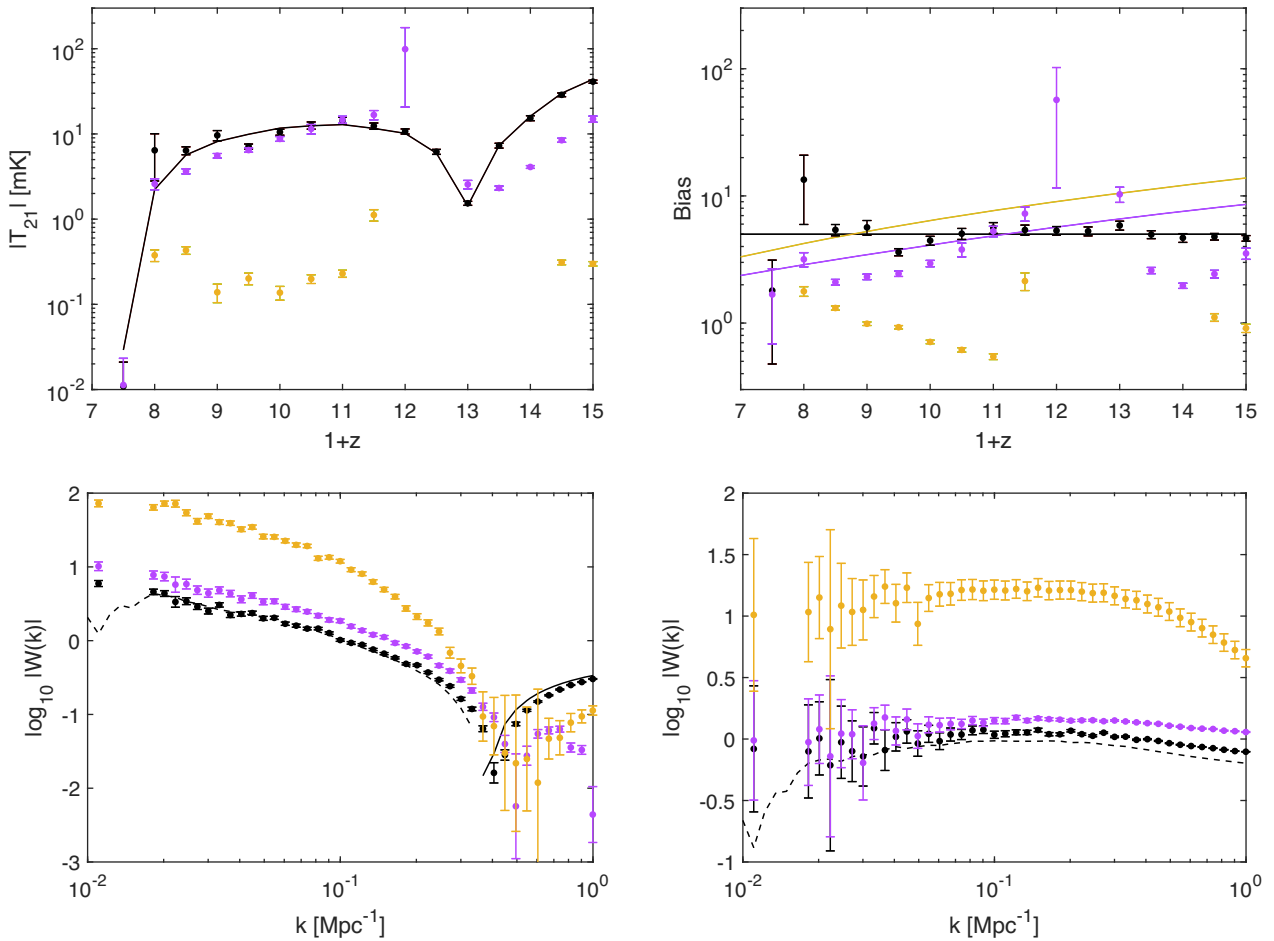 |T21| [mK]
10^2
10^1
10^0
10^-1
10^-2
7 8 9 10 11 12 13 14 15
1+z
Bias
10^2
10^1
10^0
7 8 9 10 11 12 13 14 15
1+z
log10 |W(k)|
2
1
0
-1
-2
-3
10^-2 10^-1 10^0
k [Mpc^-1]
log10 |W(k)|
2
1.5
1
0.5
0
-0.5
-1
10^-2 10^-1 10^0
k [Mpc^-1]